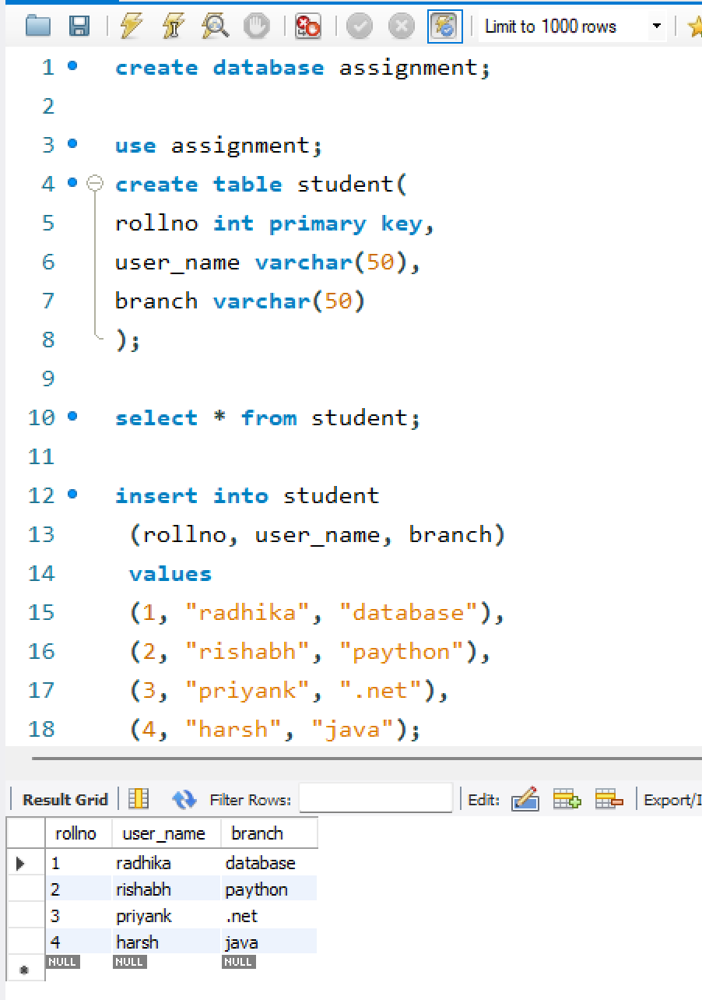 Limit to 1000 rows
1 create database assignment;
2
3 use assignment;
4 create table student(
5 rollno int primary key,
6 user_name varchar(50),
7 branch varchar(50)
8 );
9
10 select * from student;
11
12 insert into student
13 (rollno, user_name, branch)
14 values
15 (1, "radhika", "database"),
16 (2, "rishabh", "paython"),
17 (3, "priyank", ".net"),
18 (4, "harsh", "java");
Result Grid Filter Rows: Edit: Export/I
rollno user_name branch
1 radhika database
2 rishabh paython
3 priyank .net
4 harsh java
NULL NULL NULL